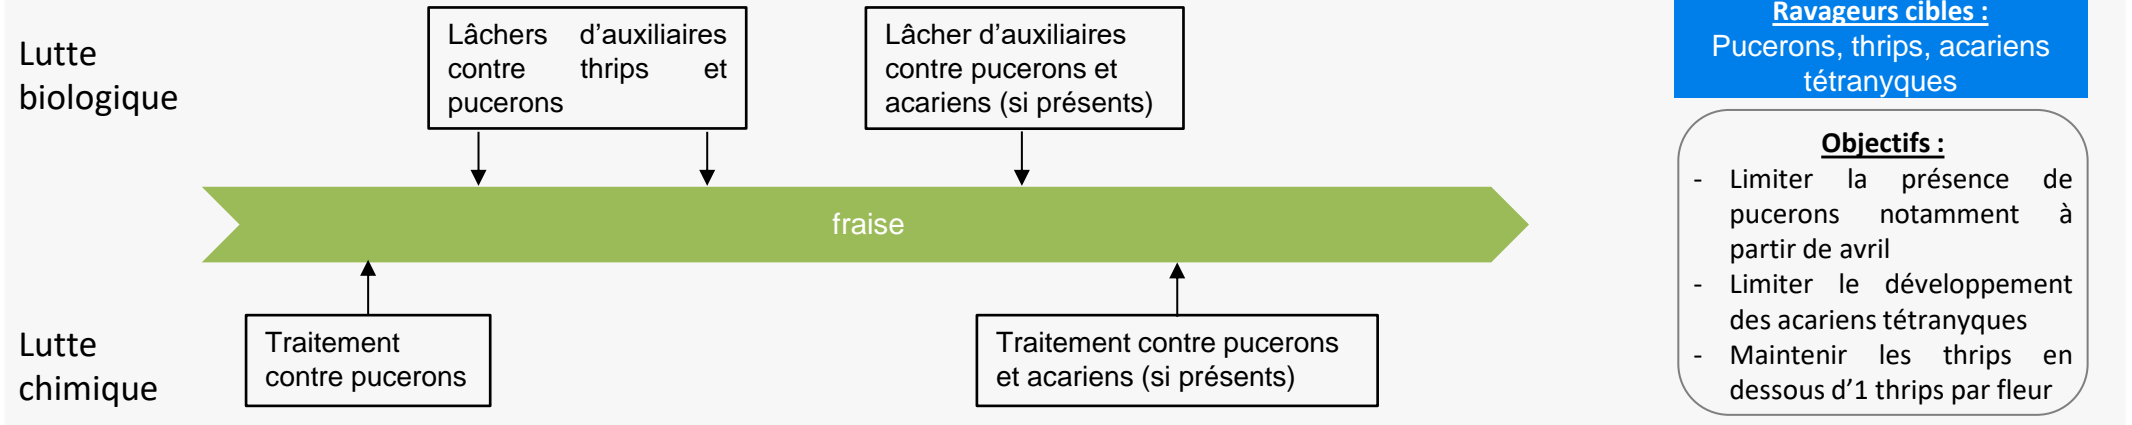 Lutte
biologique
Lâchers d’auxiliaires
contre thrips et
pucerons
Lâcher d’auxiliaires
contre pucerons et
acariens (si présents)
fraise
Lutte
chimique
Traitement
contre pucerons
Traitement contre pucerons
et acariens (si présents)
Ravageurs cibles :
Pucerons, thrips, acariens
tétranyques
Objectifs :
- Limiter la présence de
pucerons notamment à
partir de avril
- Limiter le développement
des acariens tétranyques
- Maintenir les thrips en
dessous d’1 thrips par fleur